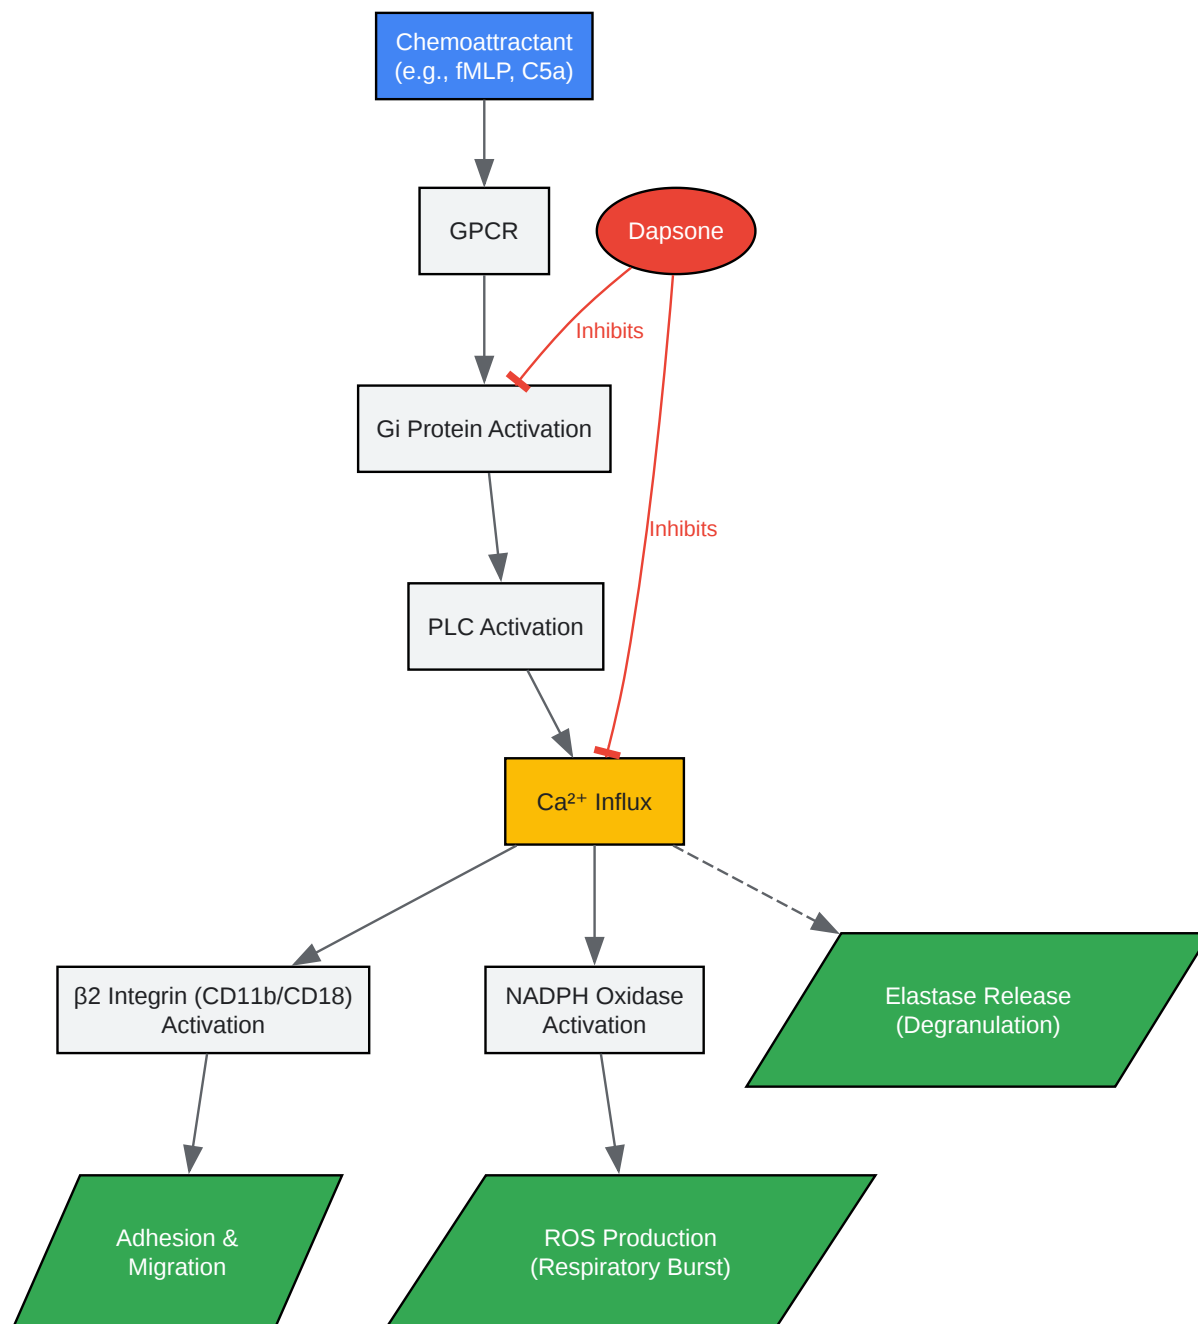 Chemoattractant
(e.g., fMLP, C5a)
GPCR
Dapsone
Inhibits
Gi Protein Activation
Inhibits
PLC Activation
Ca²⁺ Influx
β2 Integrin (CD11b/CD18)
Activation
NADPH Oxidase
Activation
Elastase Release
(Degranulation)
Adhesion &
Migration
ROS Production
(Respiratory Burst)